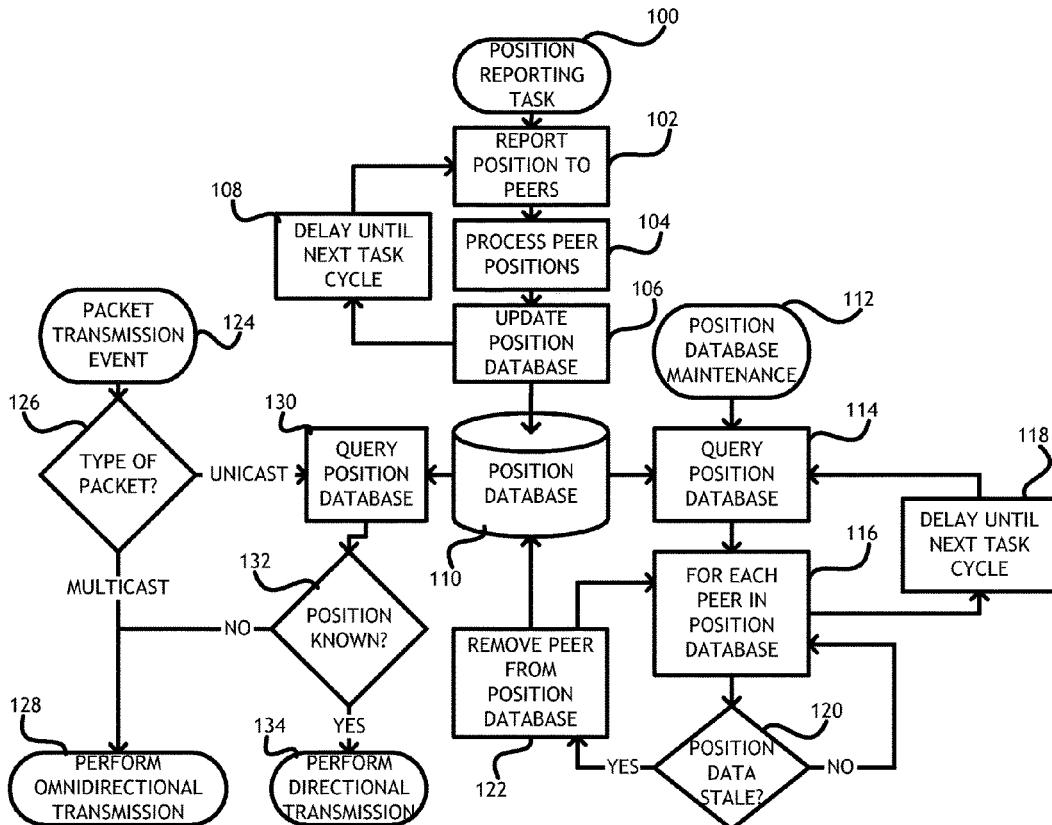 100
POSITION
REPORTING
TASK
102
REPORT
POSITION TO
PEERS
108
DELAY UNTIL
NEXT TASK
CYCLE
104
PROCESS PEER
POSITIONS
106
UPDATE
POSITION
DATABASE
112
POSITION
DATABASE
MAINTENANCE
PACKET
TRANSMISSION
EVENT
124
126
TYPE OF
PACKET?
UNICAST
MULTICAST
130
QUERY
POSITION
DATABASE
POSITION
DATABASE
110
114
QUERY
POSITION
DATABASE
118
DELAY UNTIL
NEXT TASK
CYCLE
116
FOR EACH
PEER IN
POSITION
DATABASE
132
POSITION
KNOWN?
NO
YES
REMOVE PEER
FROM
POSITION
DATABASE
122
120
POSITION
DATA
STALE?
YES
NO
128
PERFORM
OMNIDIRECTIONAL
TRANSMISSION
134
PERFORM
DIRECTIONAL
TRANSMISSION